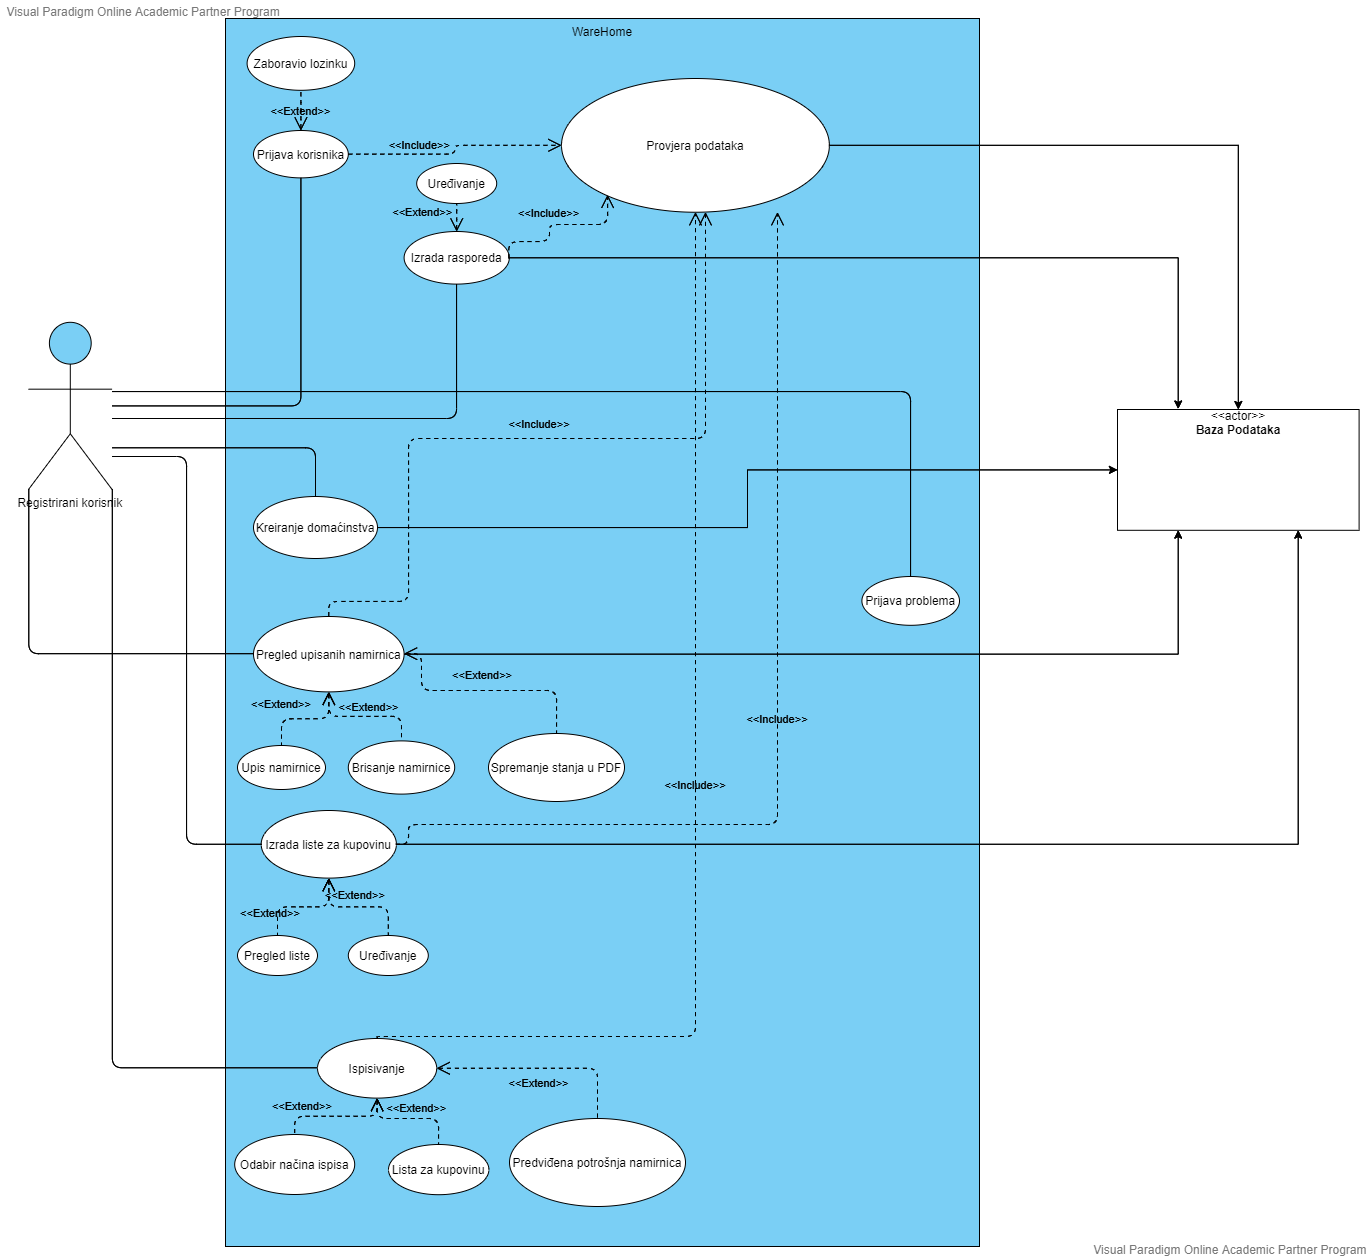 Visual Paradigm Online Academic Partner Program
WareHome
Zaboravio lozinku
<<Extend>>
Prijava korisnika
<<Include>>
Provjera podataka
Uređivanje
<<Extend>>
<<Include>>
Izrada rasporeda
<<actor>>
Baza Podataka
<<Include>>
Registrirani korisnik
Kreiranje domaćinstva
Prijava problema
Pregled upisanih namirnica
<<Extend>>
<<Extend>>
<<Extend>>
<<Include>>
Upis namirnice
Brisanje namirnice
Spremanje stanja u PDF
<<Include>>
Izrada liste za kupovinu
<<Extend>>
<<Extend>>
Pregled liste
Uređivanje
Ispisivanje
<<Extend>>
<<Extend>>
<<Extend>>
Odabir načina ispisa
Lista za kupovinu
Predviđena potrošnja namirnica
Visual Paradigm Online Academic Partner Program